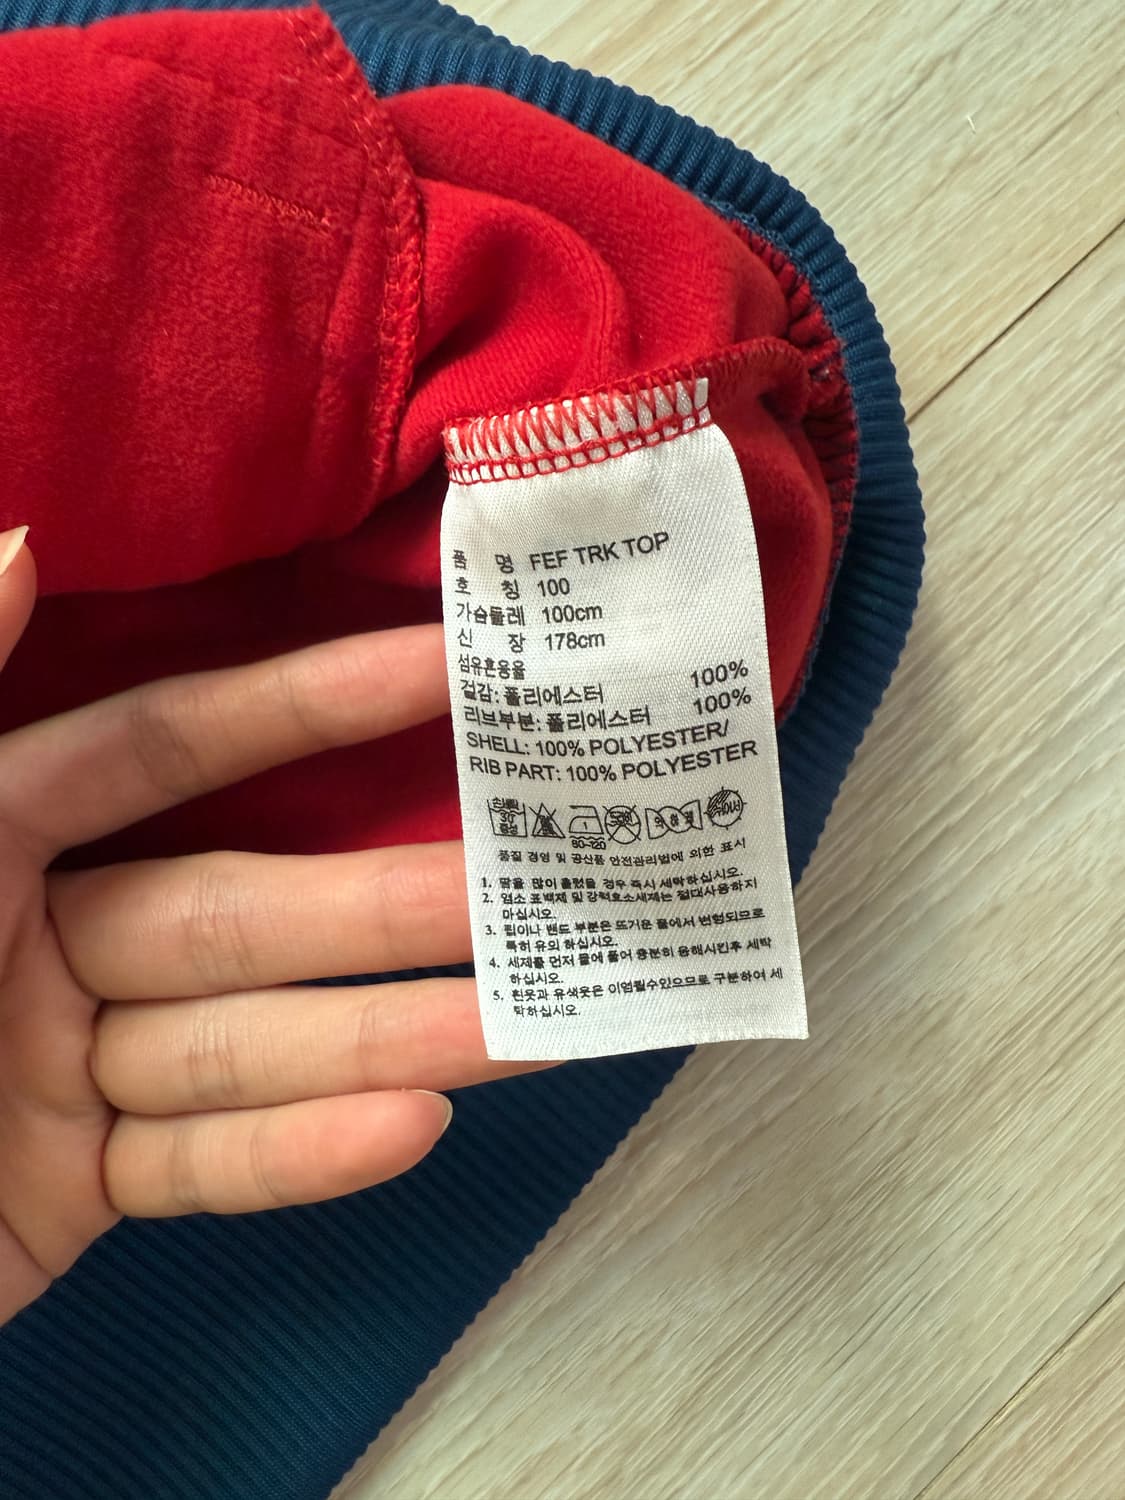 품 명 FEF TRK TOP
호 칭 100
가슴둘레 100cm
신 장 178cm
섬유혼용율
겉감: 폴리에스터 100%
리브부분: 폴리에스터 100%
SHELL: 100% POLYESTER/
RIB PART: 100% POLYESTER
30
중성
1
80~120
품질 경영 및 공산품 안전관리법에 의한 표시
1. 땀을 많이 흘렸을 경우 즉시 세탁하십시오.
2. 염소 표백제 및 강력효소세제는 절대사용하지
마십시오.
3. 립이나 밴드 부분은 뜨거운 물에서 변형되므로
특허 유의 하십시오.
4. 세제를 먼저 물에 풀어 충분히 용해시킨후 세탁
하십시오.
5. 흰옷과 유색옷은 이염될수있으므로 구분하여 세
탁하십시오.